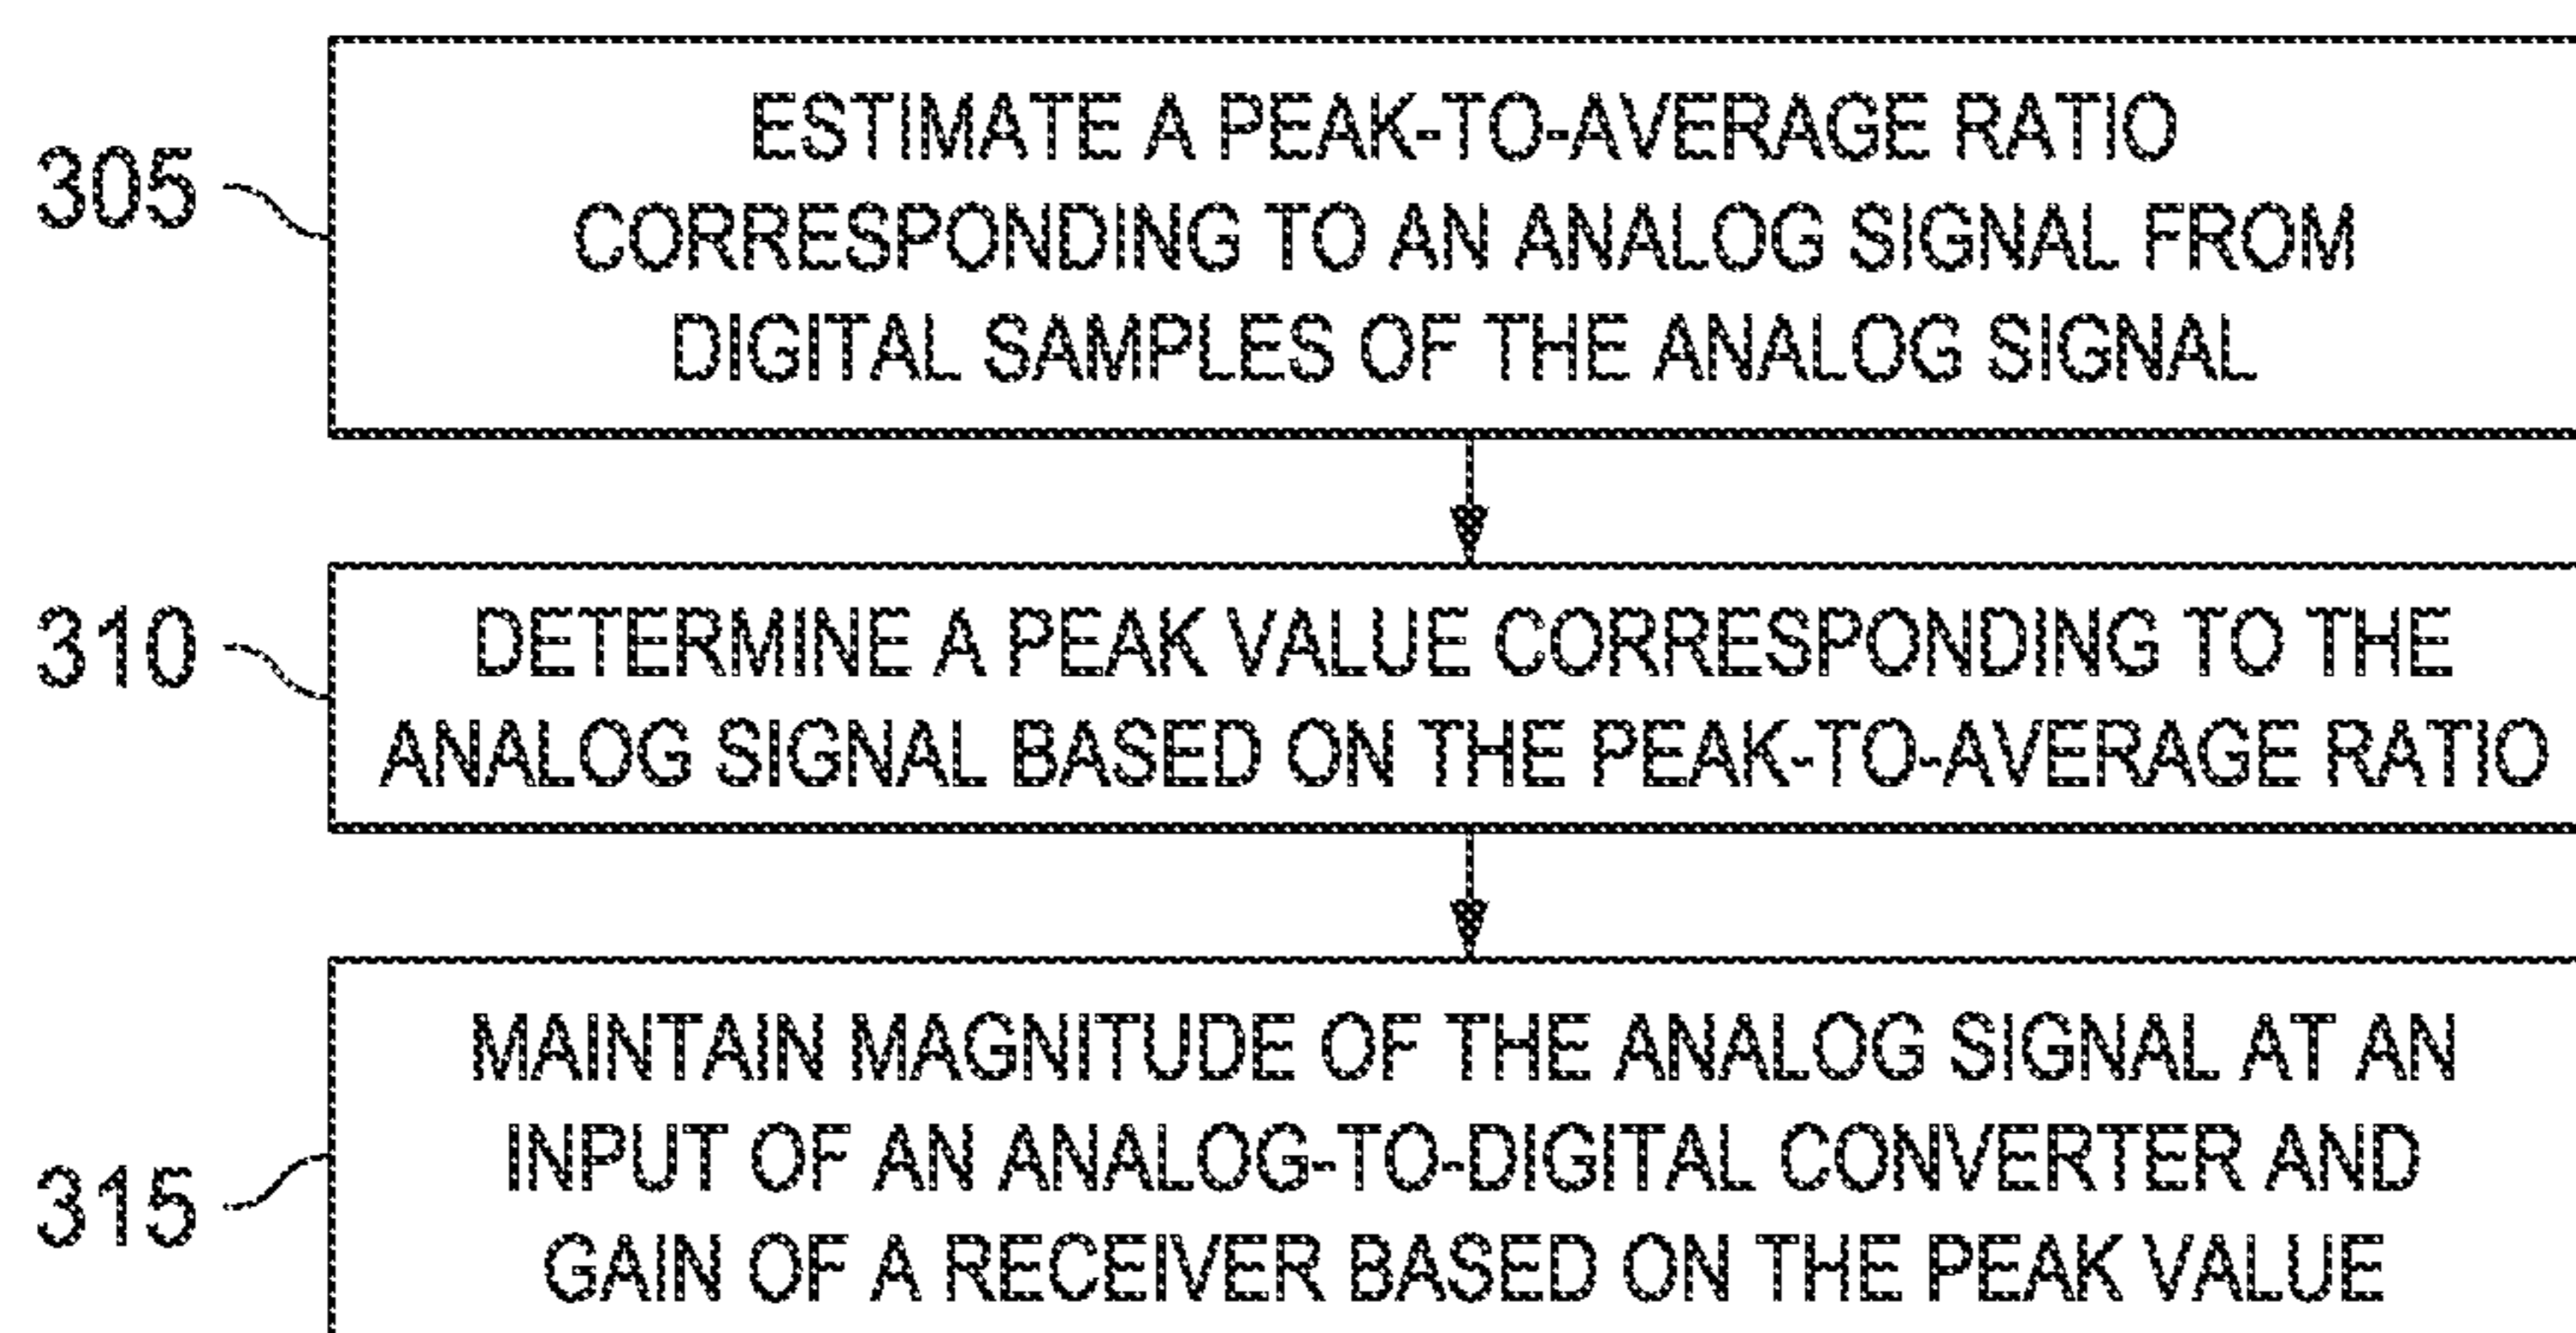 305
ESTIMATE A PEAK-TO-AVERAGE RATIO
CORRESPONDING TO AN ANALOG SIGNAL FROM
DIGITAL SAMPLES OF THE ANALOG SIGNAL
310
DETERMINE A PEAK VALUE CORRESPONDING TO THE
ANALOG SIGNAL BASED ON THE PEAK-TO-AVERAGE RATIO
315
MAINTAIN MAGNITUDE OF THE ANALOG SIGNAL AT AN
INPUT OF AN ANALOG-TO-DIGITAL CONVERTER AND
GAIN OF A RECEIVER BASED ON THE PEAK VALUE